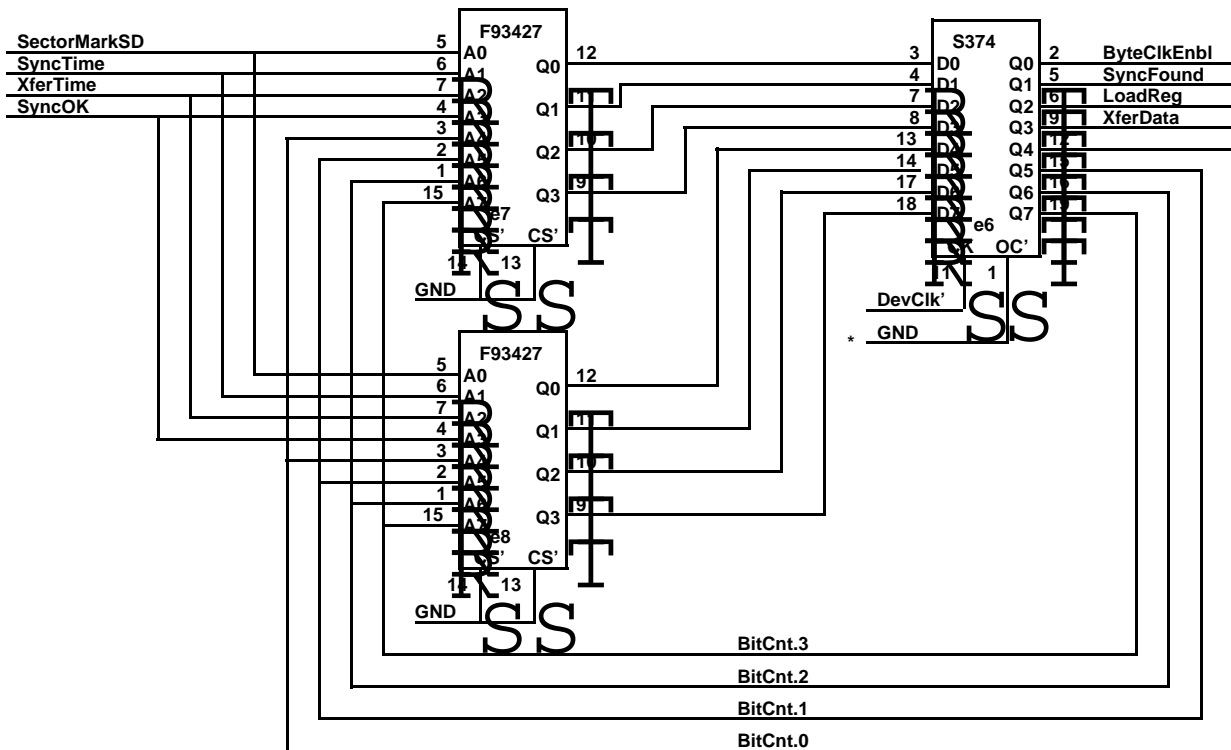 SectorMarkSD
SyncTime
XferTime
SyncOK
5
6
7
4
3
2
1
15
F93427
A0
A1
A2
A3
A4
A5
A6
A7
Q0
Q1
Q2
Q3
e7
CS'
CS'
12
11
10
9
14
13
GND
S S
3
4
7
8
13
14
17
18
S374
D0
D1
D2
D3
D4
D5
D6
D7
Q0
Q1
Q2
Q3
Q4
Q5
Q6
Q7
e6
CK
OC'
2
5
6
9
12
15
16
19
ByteClkEnbl
SyncFound
LoadReg
XferData
11
1
DevClk'
* GND
S S
5
6
7
4
3
2
1
15
F93427
A0
A1
A2
A3
A4
A5
A6
A7
Q0
Q1
Q2
Q3
e8
CS'
CS'
12
11
10
9
14
13
GND
S S
BitCnt.3
BitCnt.2
BitCnt.1
BitCnt.0